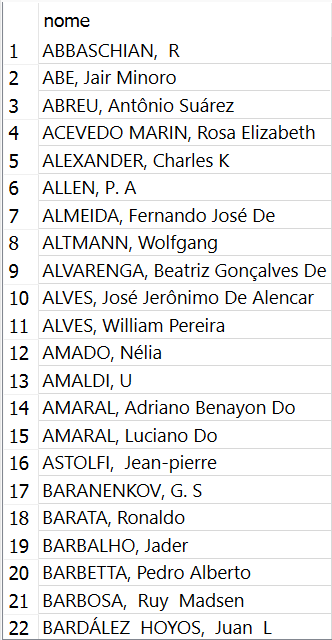 nome
1 ABBASCHIAN,  R
2 ABE, Jair Minoro
3 ABREU, Antônio Suárez
4 ACEVEDO MARIN, Rosa Elizabeth
5 ALEXANDER, Charles K
6 ALLEN, P. A
7 ALMEIDA, Fernando José De
8 ALTMANN, Wolfgang
9 ALVARENGA, Beatriz Gonçalves De
10 ALVES, José Jerônimo De Alencar
11 ALVES, William Pereira
12 AMADO, Nélia
13 AMALDI, U
14 AMARAL, Adriano Benayon Do
15 AMARAL, Luciano Do
16 ASTOLFI,  Jean-pierre
17 BARANENKOV, G. S
18 BARATA, Ronaldo
19 BARBALHO, Jader
20 BARBETTA, Pedro Alberto
21 BARBOSA,  Ruy  Madsen
22 BARDÁLEZ  HOYOS,  Juan  L